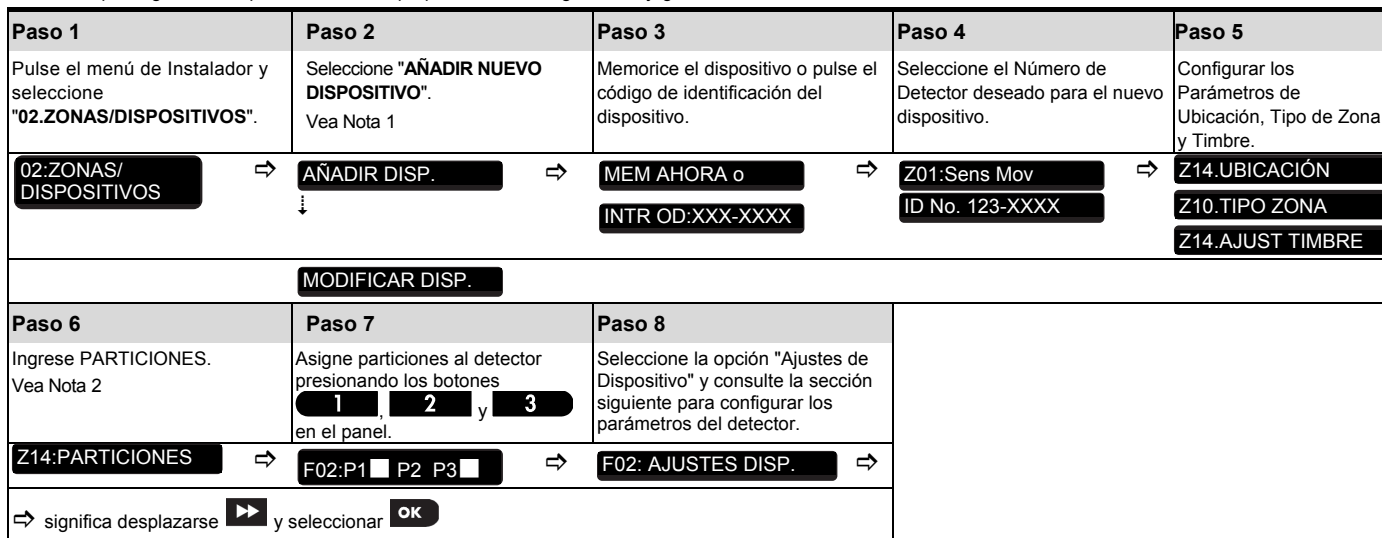 Paso 1
Paso 2
Paso 3
Paso 4
Paso 5
Pulse el menú de Instalador y
seleccione
"02.ZONAS/DISPOSITIVOS".
Seleccione "AÑADIR NUEVO
DISPOSITIVO".
Vea Nota 1
Memorice el dispositivo o pulse el
código de identificación del
dispositivo.
Seleccione el Número de
Detector deseado para el nuevo
dispositivo.
Configurar los
Parámetros de
Ubicación, Tipo de Zona
y Timbre.
02:ZONAS/
DISPOSITIVOS
⇨
AÑADIR DISP.
⇨
MEM AHORA o
INTR OD:XXX-XXXX
⇨
Z01:Sens Mov
ID No. 123-XXXX
⇨
Z14.UBICACIÓN
Z10.TIPO ZONA
Z14.AJUST TIMBRE
MODIFICAR DISP.
Paso 6
Paso 7
Paso 8
Ingrese PARTICIONES.
Vea Nota 2
Asigne particiones al detector
presionando los botones
1 , 2 y 3
en el panel.
Seleccione la opción "Ajustes de
Dispositivo" y consulte la sección
siguiente para configurar los
parámetros del detector.
Z14:PARTICIONES
⇨
F02:P1■ P2 P3■
⇨
F02: AJUSTES DISP.
⇨
⇨ significa desplazarse ▶▶ y seleccionar OK